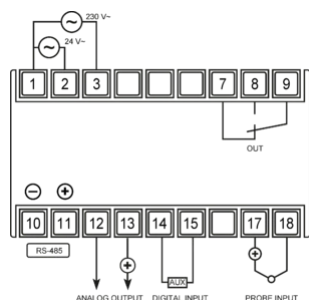 230 V~
24 V~
1 2 3 7 8 9
OUT
10 11 12 13 14 15 17 18
RS-485
AUX
ANALOG OUTPUT DIGITAL INPUT PROBE INPUT